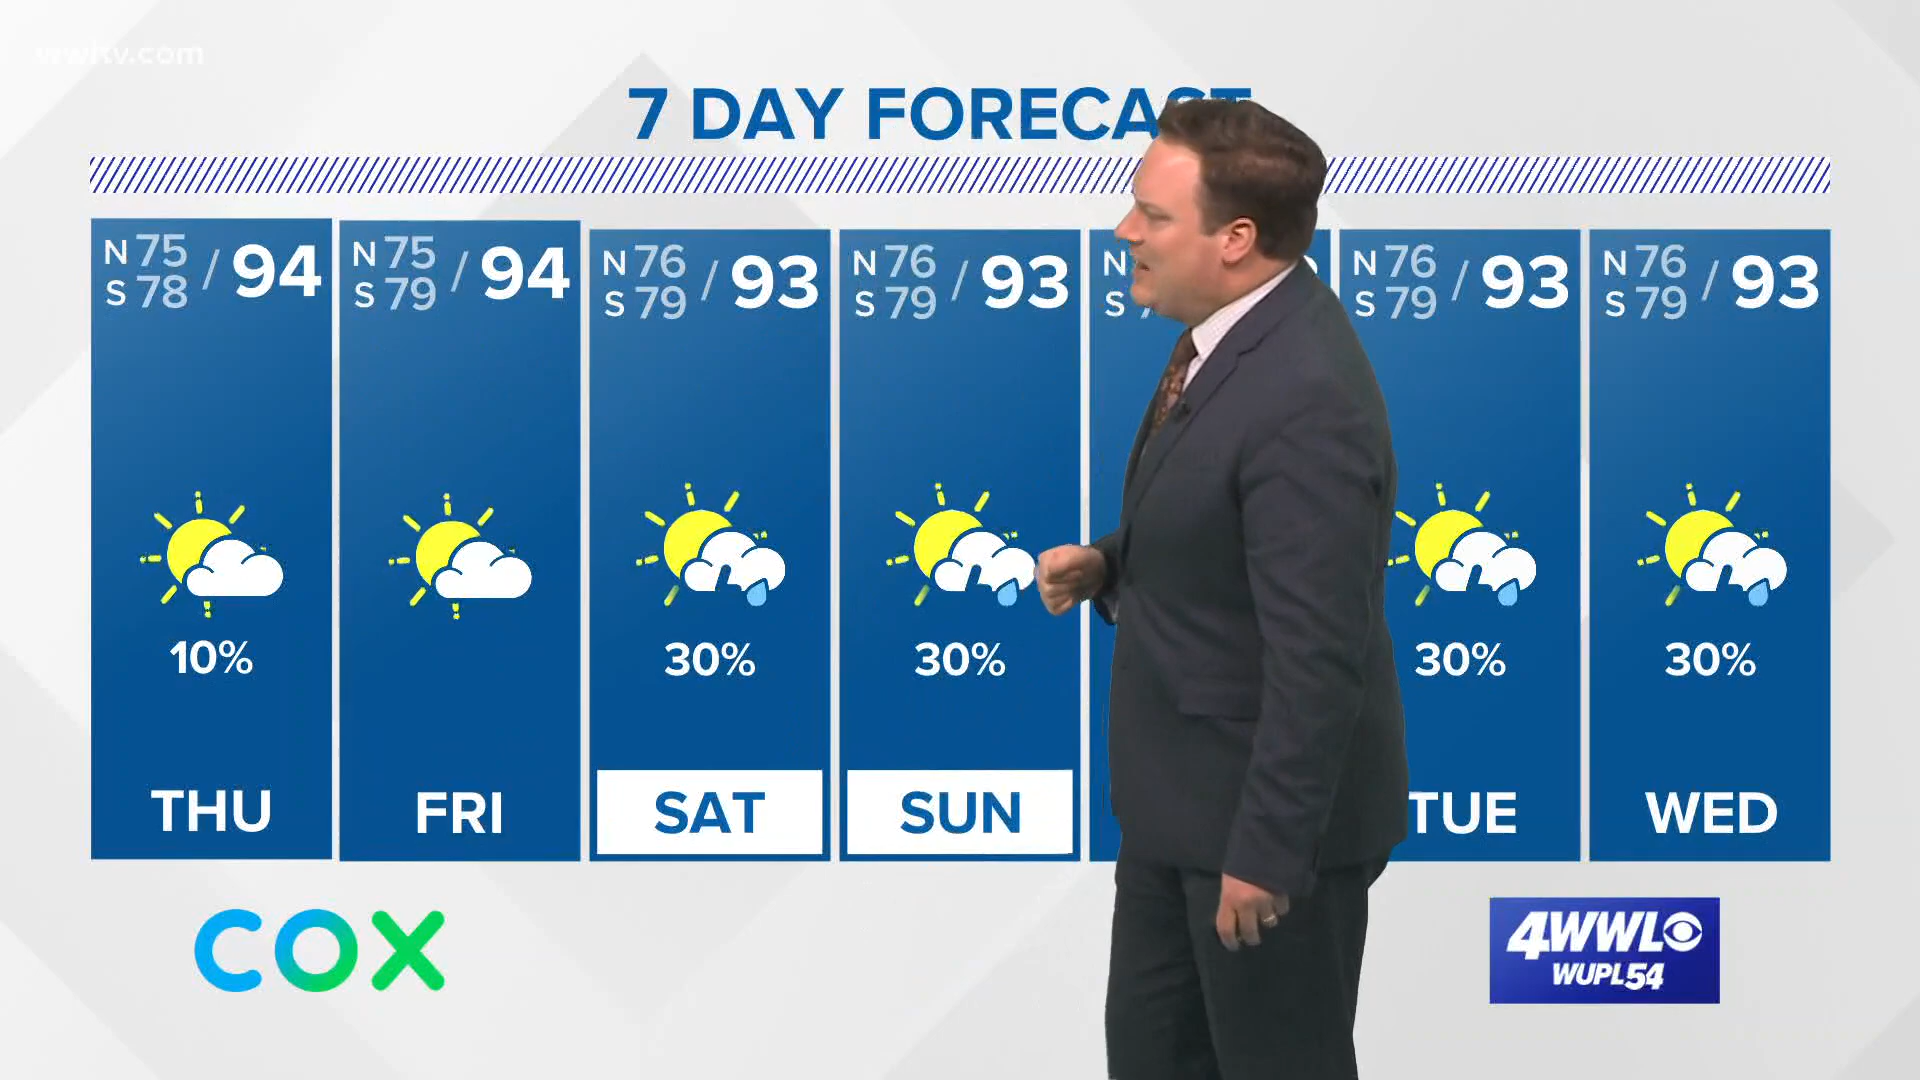 wwltv.com
7 DAY FORECAST
N 75 S 78 / 94
N 75 S 79 / 94
N 76 S 79 / 93
N 76 S 79 / 93
N S
N 76 S 79 / 93
N 76 S 79 / 93
10%
30%
30%
30%
30%
THU
FRI
SAT
SUN
TUE
WED
COX
4WWL
WUPL54